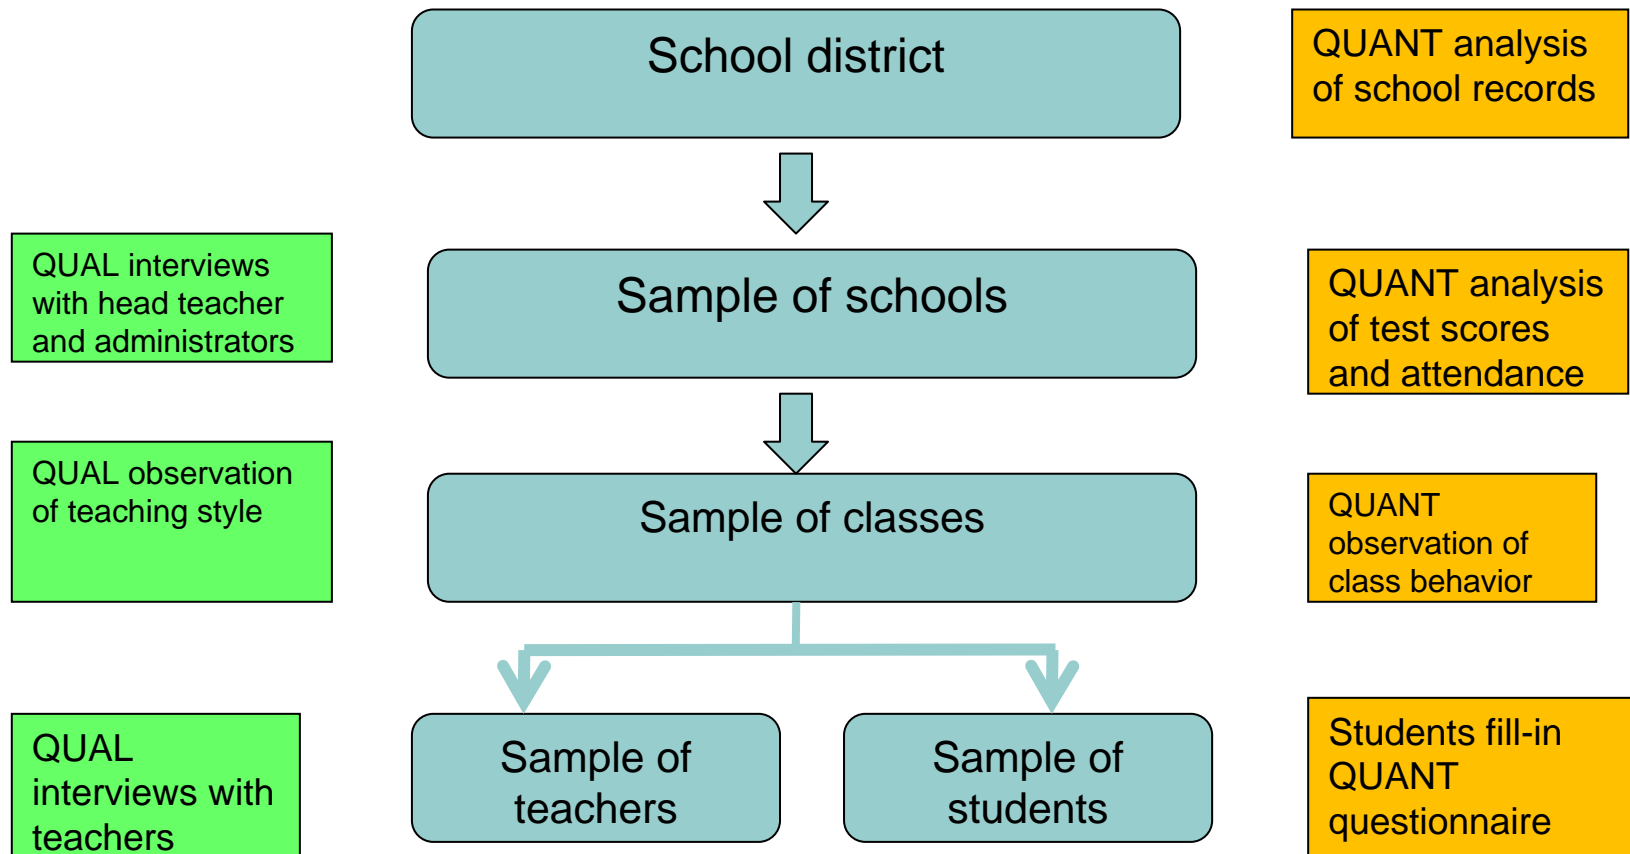 School district
QUANT analysis
of school records
QUAL interviews
with head teacher
and administrators
Sample of schools
QUANT analysis
of test scores
and attendance
QUAL observation
of teaching style
Sample of classes
QUANT
observation of
class behavior
QUAL
interviews with
teachers
Sample of
teachers
Sample of
students
Students fill-in
QUANT
questionnaire